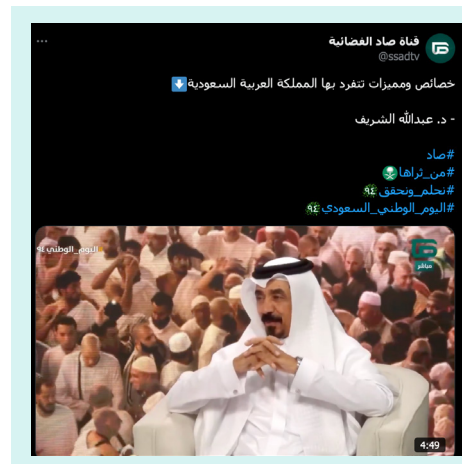 قناة صاد الفضائية
@ssadtv
خصائص ومميزات تتفرد بها المملكة العربية السعودية
- د. عبدالله الشريف
#صاد
#من_ثراها
#نحلم_ونحقق
#اليوم_الوطني_السعودي
#اليوم_الوطني٩٤
مباشر
4:49